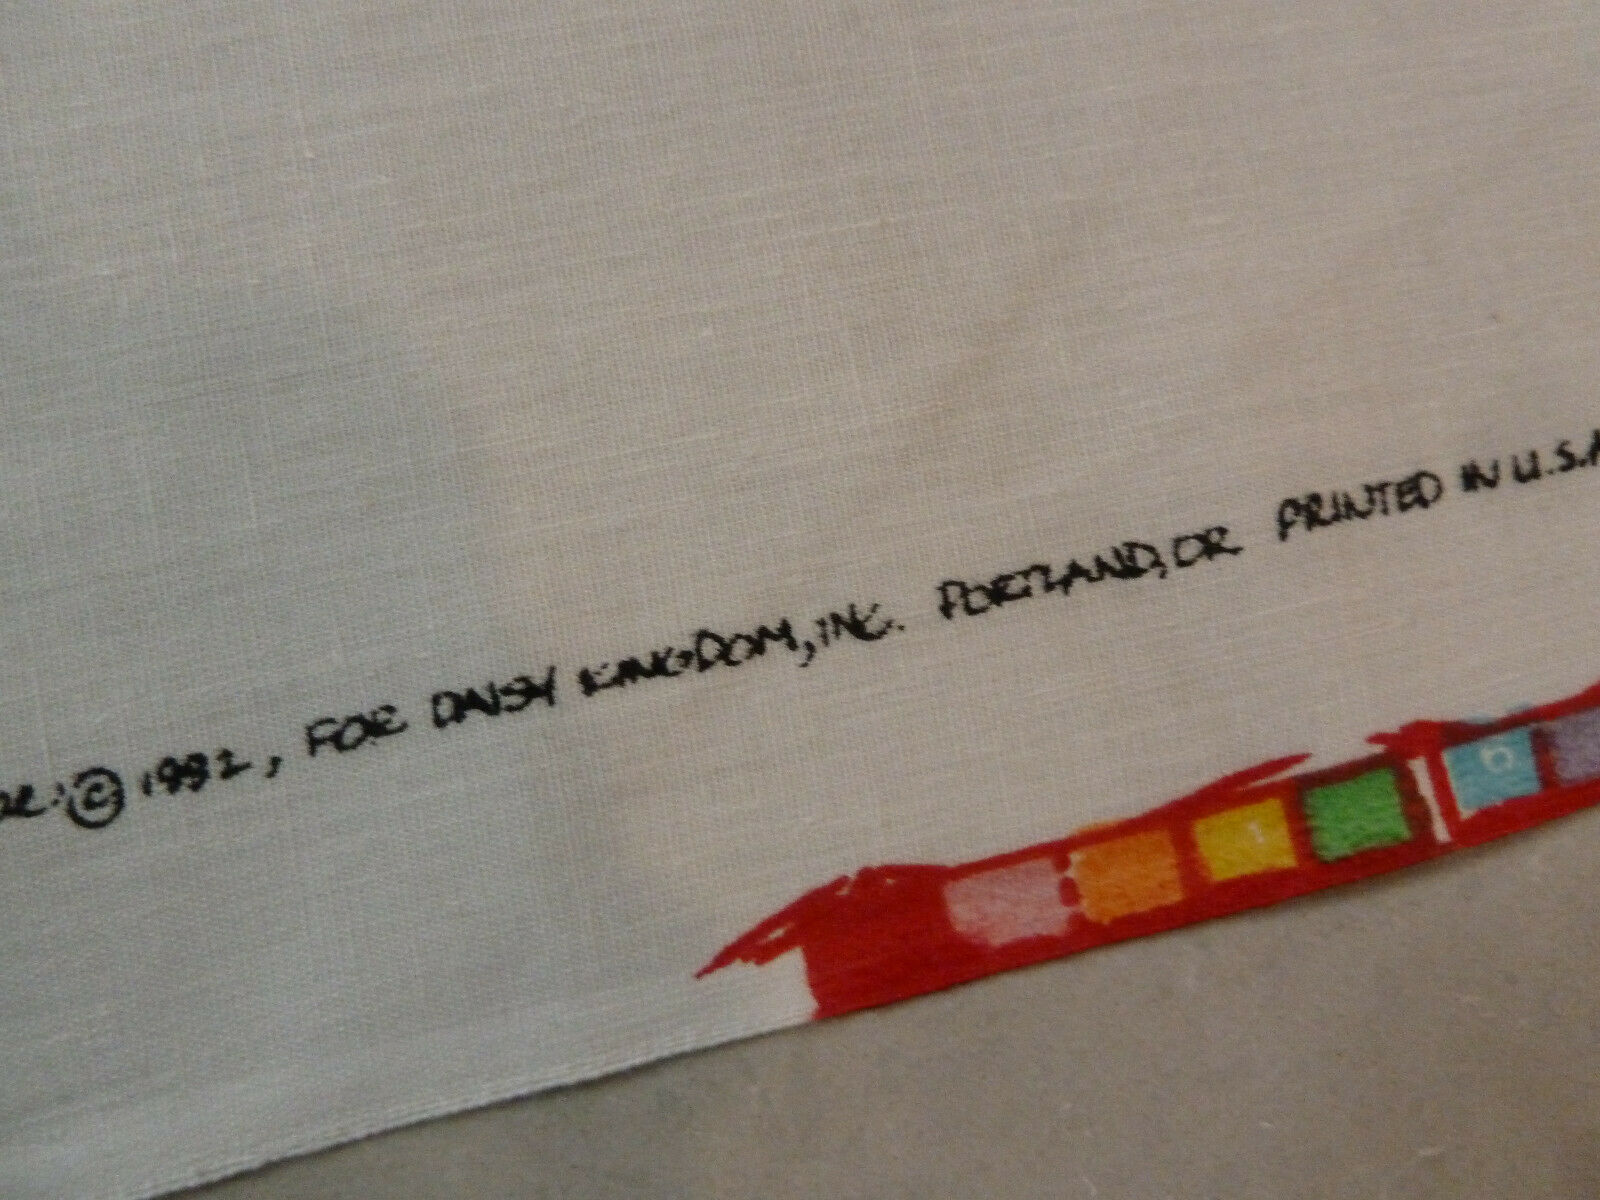 © 1992, FOR DAISY KINGDOM, INC. PORTLAND, OR PRINTED IN U.S.A